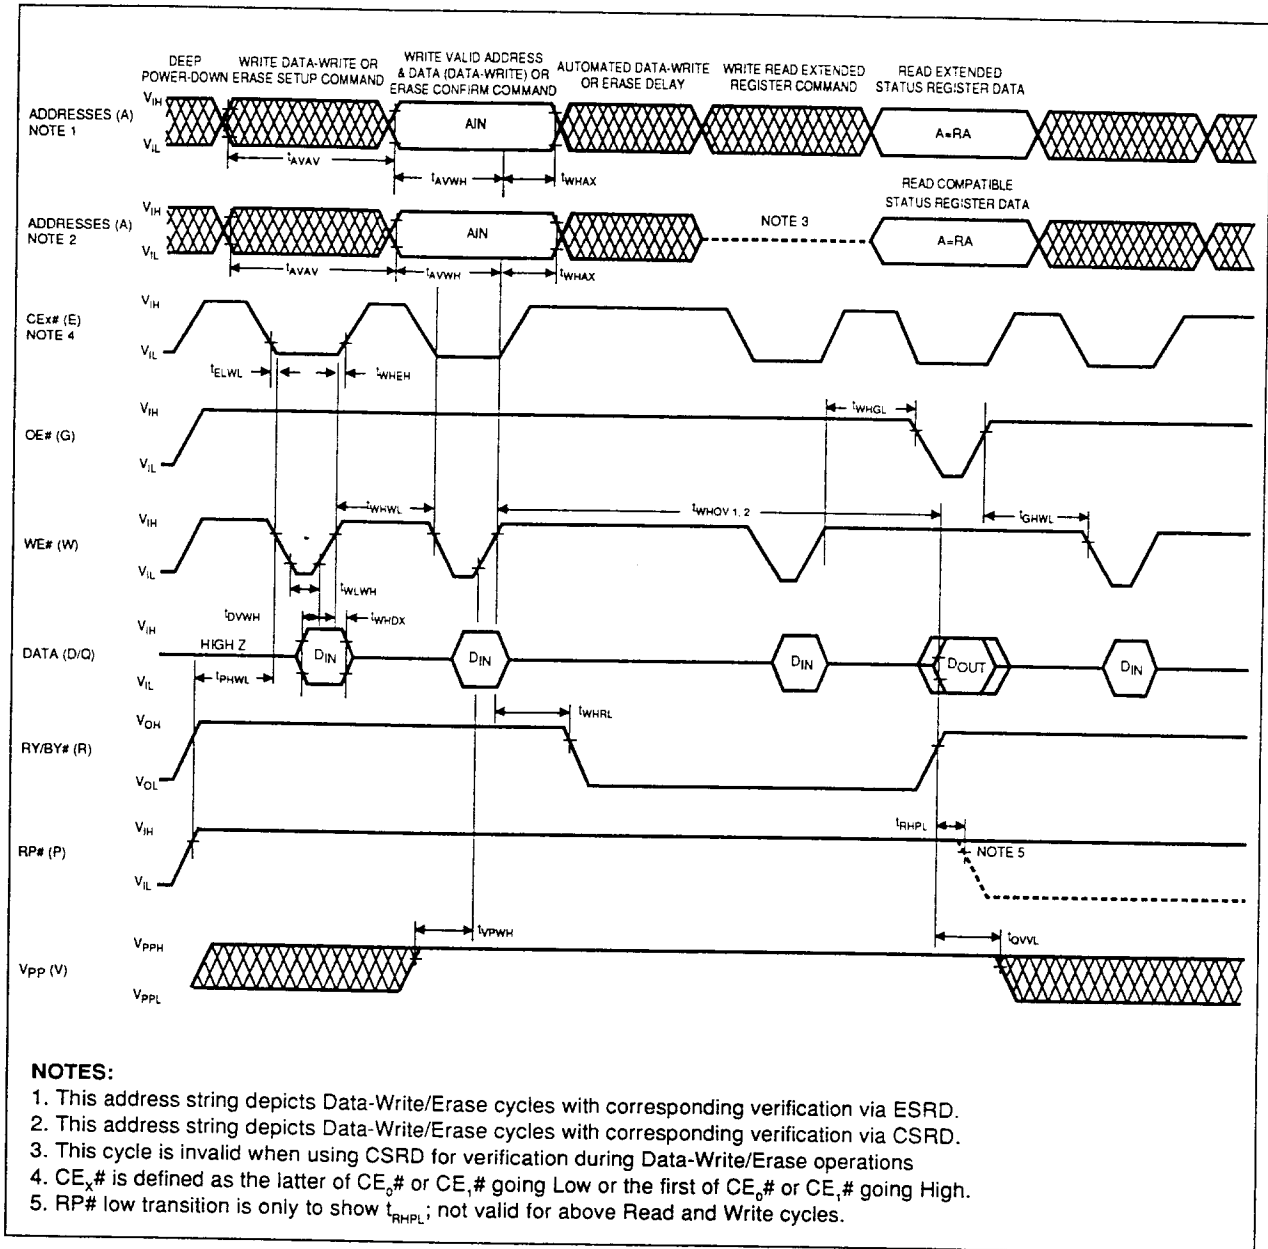 DEEP POWER-DOWN
WRITE DATA-WRITE OR ERASE SETUP COMMAND
WRITE VALID ADDRESS & DATA (DATA-WRITE) OR ERASE CONFIRM COMMAND
AUTOMATED DATA-WRITE OR ERASE DELAY
WRITE READ EXTENDED REGISTER COMMAND
READ EXTENDED STATUS REGISTER DATA
ADDRESSES (A)
NOTE 1
VIH
VIL
AIN
A=RA
tAVAV
tAVWH
tWHAX
READ COMPATIBLE STATUS REGISTER DATA
ADDRESSES (A)
NOTE 2
VIH
VIL
AIN
NOTE 3
A=RA
tAVAV
tAVWH
tWHAX
CEx# (E)
NOTE 4
VIH
VIL
tELWL
tWHEH
OE# (G)
VIH
VIL
tWHGL
WE# (W)
VIH
VIL
tWHWL
tWHQV 1, 2
tGHWL
tWLWH
tDVWH
tWHDX
DATA (D/Q)
VIH
VIL
HIGH Z
DIN
DIN
DIN
DOUT
DIN
tPHWL
tWHRL
RY/BY# (R)
VOH
VOL
RP# (P)
VIH
VIL
tRHPL
NOTE 5
VPP (V)
VPPH
VPPL
tVPWH
tQVVL
NOTES:
1. This address string depicts Data-Write/Erase cycles with corresponding verification via ESRD.
2. This address string depicts Data-Write/Erase cycles with corresponding verification via CSRD.
3. This cycle is invalid when using CSRD for verification during Data-Write/Erase operations
4. CEx# is defined as the latter of CE0# or CE1# going Low or the first of CE0# or CE1# going High.
5. RP# low transition is only to show tRHPL; not valid for above Read and Write cycles.